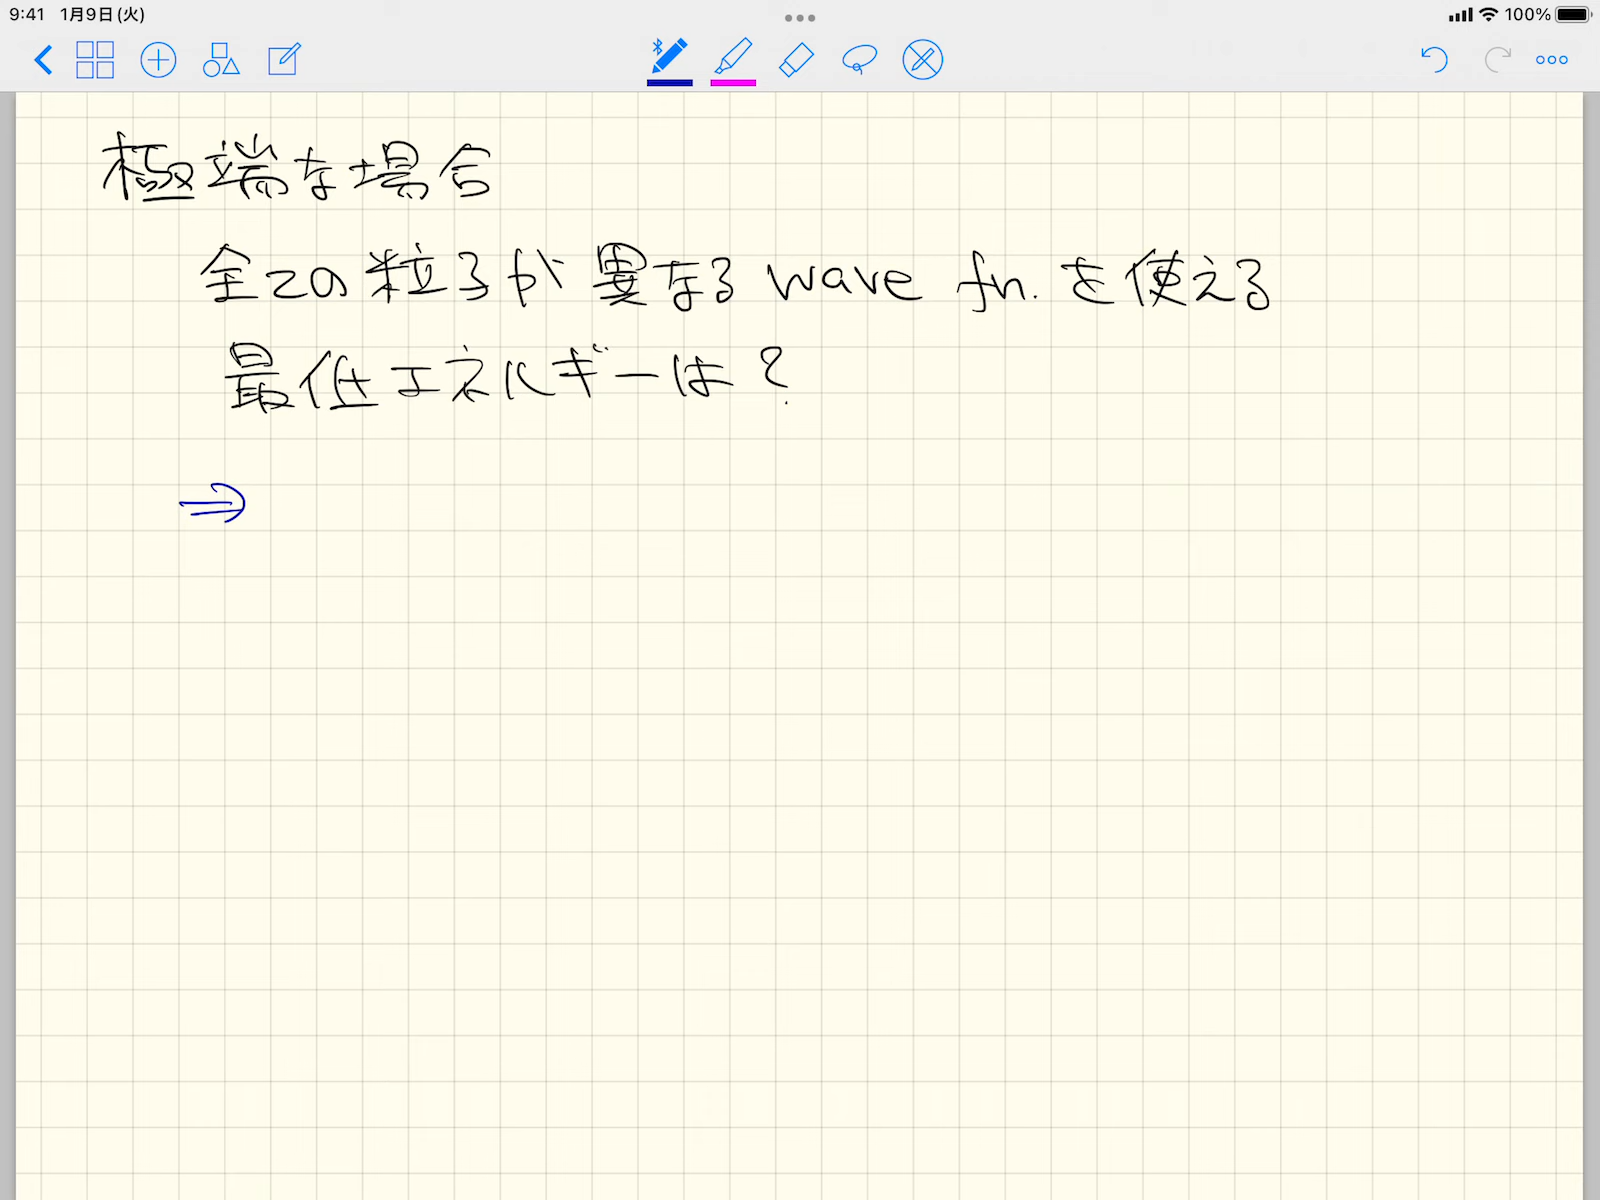 9:41 1月9日(火) 100%
極端な場合
全ての粒子が異なる wave fn. を使える
最低エネルギーは?
⇒